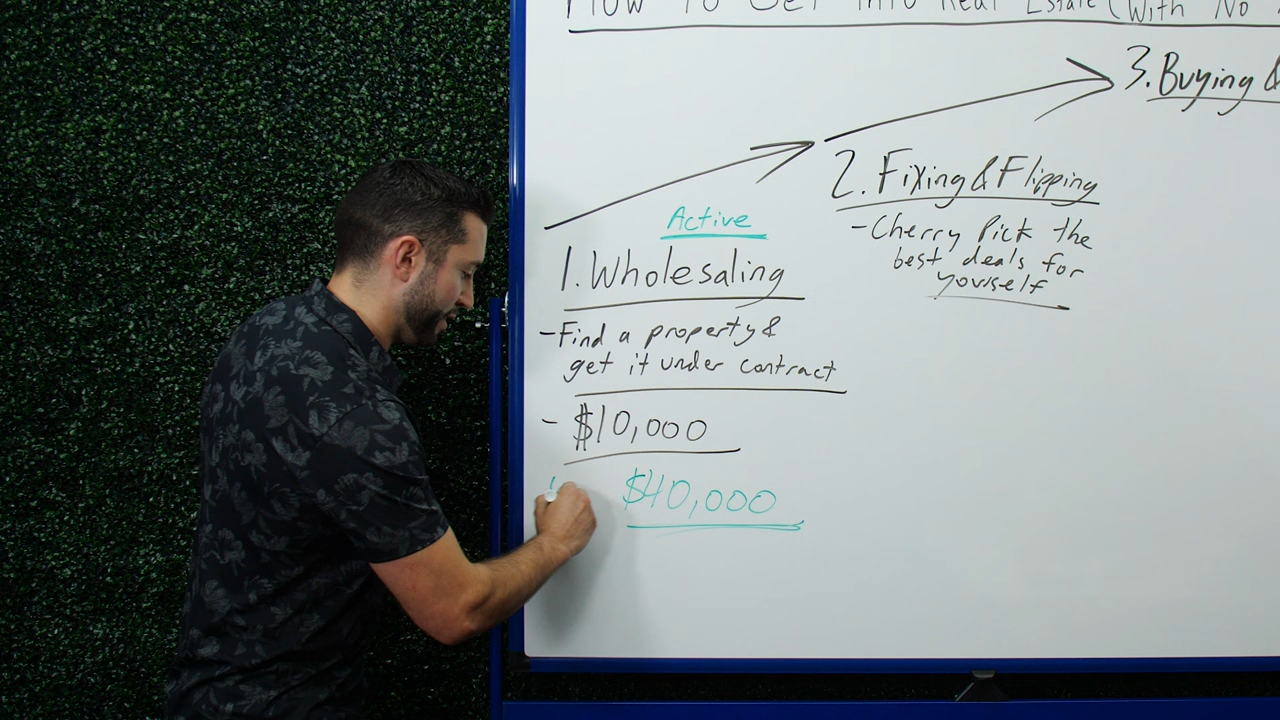 How To Get Into Real Estate (With No
3. Buying &
2. Fixing & Flipping
- Cherry Pick the
best deals for
yourself
Active
1. Wholesaling
- Find a property &
get it under contract
- $10,000
$40,000